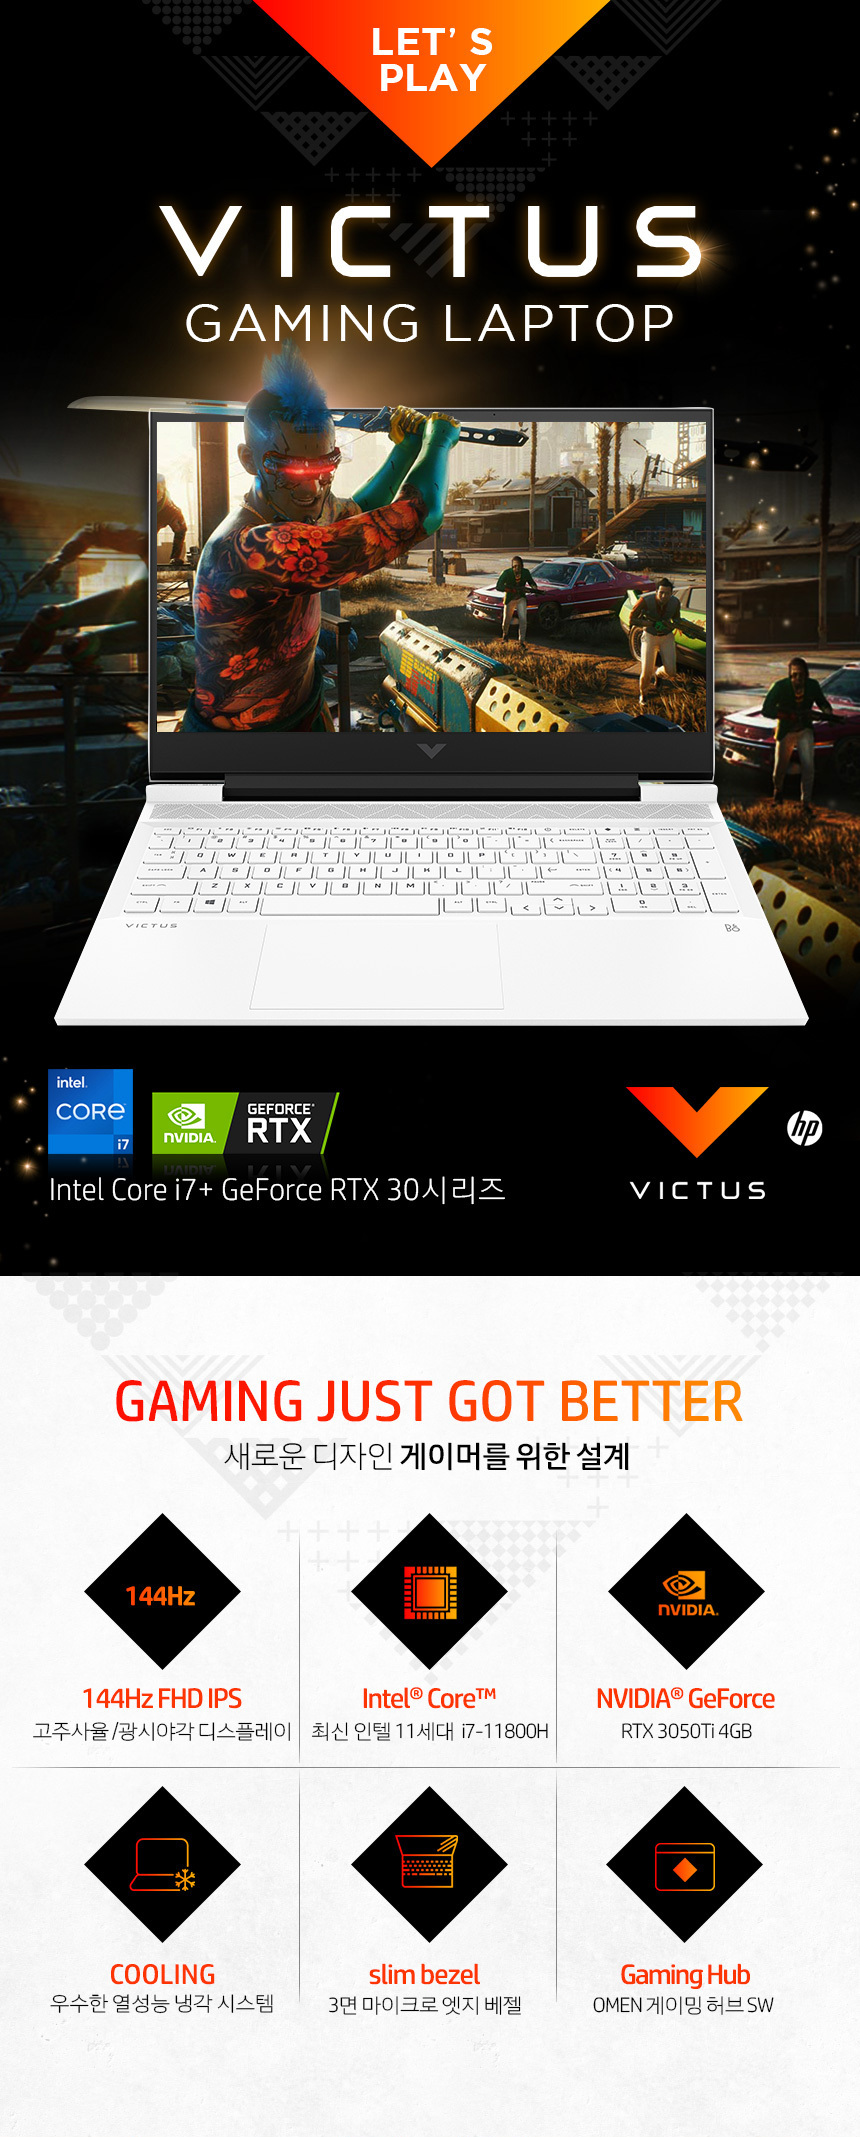 LET’ S
PLAY
VICTUS
GAMING LAPTOP
VICTUS
intel.
CORE
i7
NVIDIA.
GEFORCE
RTX
hp
Intel Core i7+ GeForce RTX 30시리즈
VICTUS
GAMING JUST GOT BETTER
새로운 디자인 게이머를 위한 설계
144Hz
NVIDIA.
144Hz FHD IPS
Intel® Core™
NVIDIA® GeForce
고주사율 /광시야각 디스플레이
최신 인텔 11세대 i7-11800H
RTX 3050Ti 4GB
COOLING
slim bezel
Gaming Hub
우수한 열성능 냉각 시스템
3면 마이크로 엣지 베젤
OMEN 게이밍 허브 SW